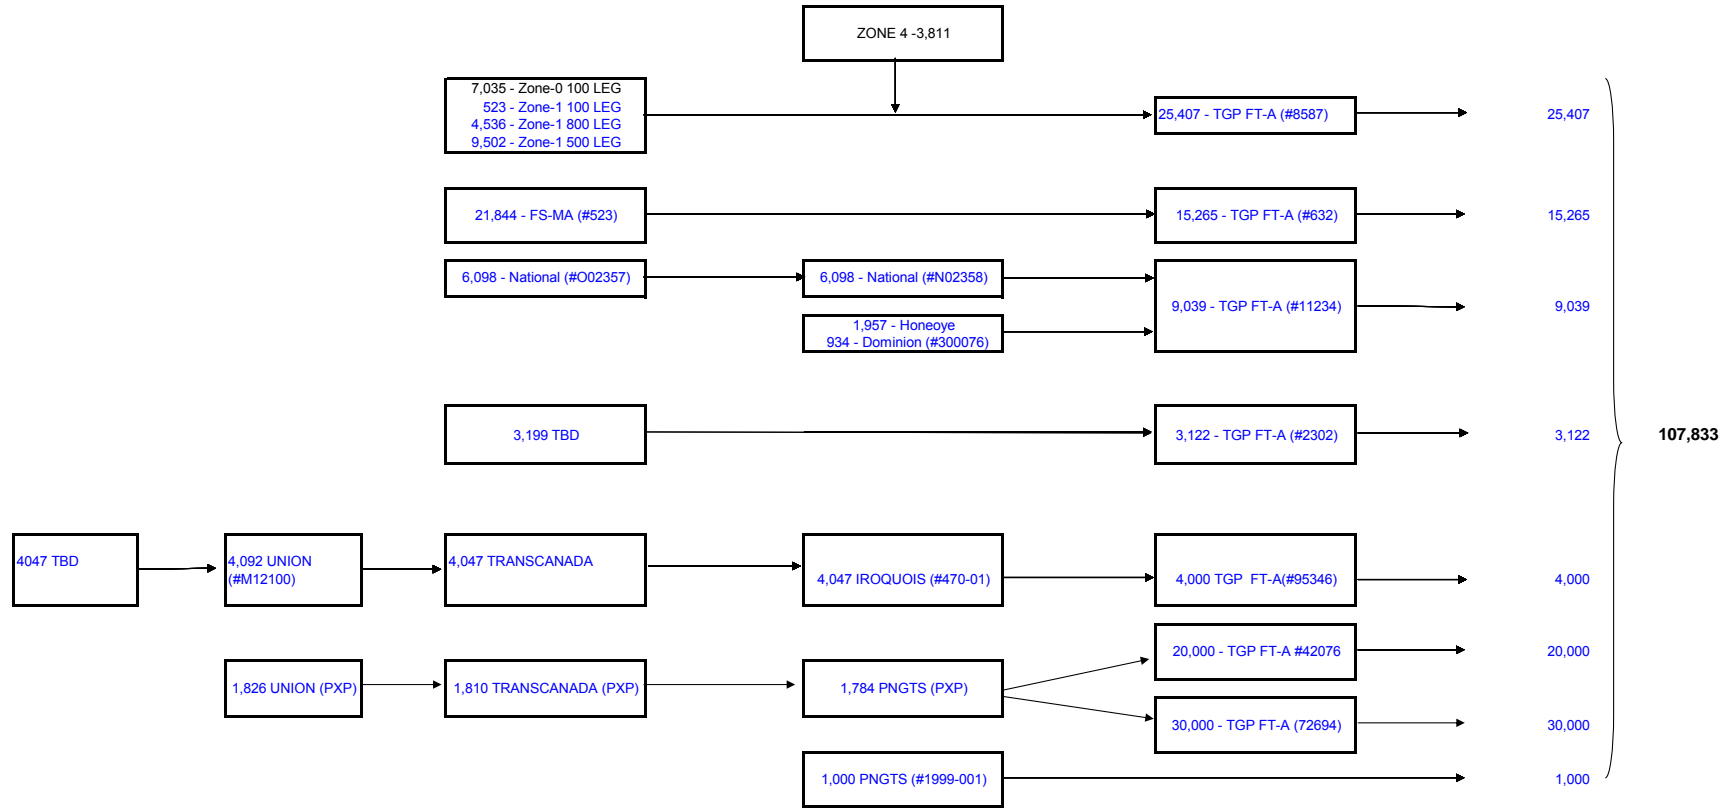 ZONE 4 -3,811
7,035 - Zone-0 100 LEG
523 - Zone-1 100 LEG
4,536 - Zone-1 800 LEG
9,502 - Zone-1 500 LEG
25,407 - TGP FT-A (#8587)
25,407
21,844 - FS-MA (#523)
15,265 - TGP FT-A (#632)
15,265
6,098 - National (#O02357)
6,098 - National (#N02358)
1,957 - Honeoye
934 - Dominion (#300076)
9,039 - TGP FT-A (#11234)
9,039
3,199 TBD
3,122 - TGP FT-A (#2302)
3,122
107,833
4047 TBD
4,092 UNION
(#M12100)
4,047 TRANSCANADA
4,047 IROQUOIS (#470-01)
4,000 TGP  FT-A(#95346)
4,000
1,826 UNION (PXP)
1,810 TRANSCANADA (PXP)
1,784 PNGTS (PXP)
20,000 - TGP FT-A #42076
20,000
30,000 - TGP FT-A (72694)
30,000
1,000 PNGTS (#1999-001)
1,000